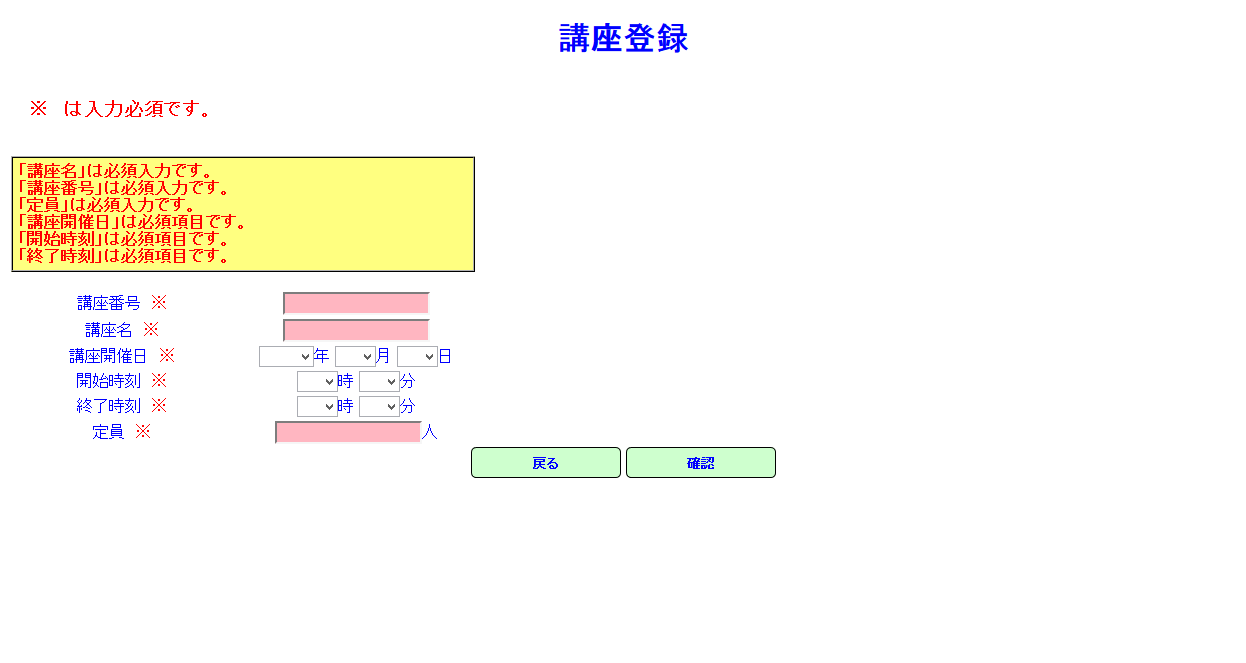 講座登録
※　は入力必須です。
「講座名」は必須入力です。
「講座番号」は必須入力です。
「定員」は必須入力です。
「講座開催日」は必須項目です。
「開始時刻」は必須項目です。
「終了時刻」は必須項目です。
講座番号 ※
講座名 ※
講座開催日 ※ 年 月 日
開始時刻 ※ 時 分
終了時刻 ※ 時 分
定員 ※ 人
戻る 確認